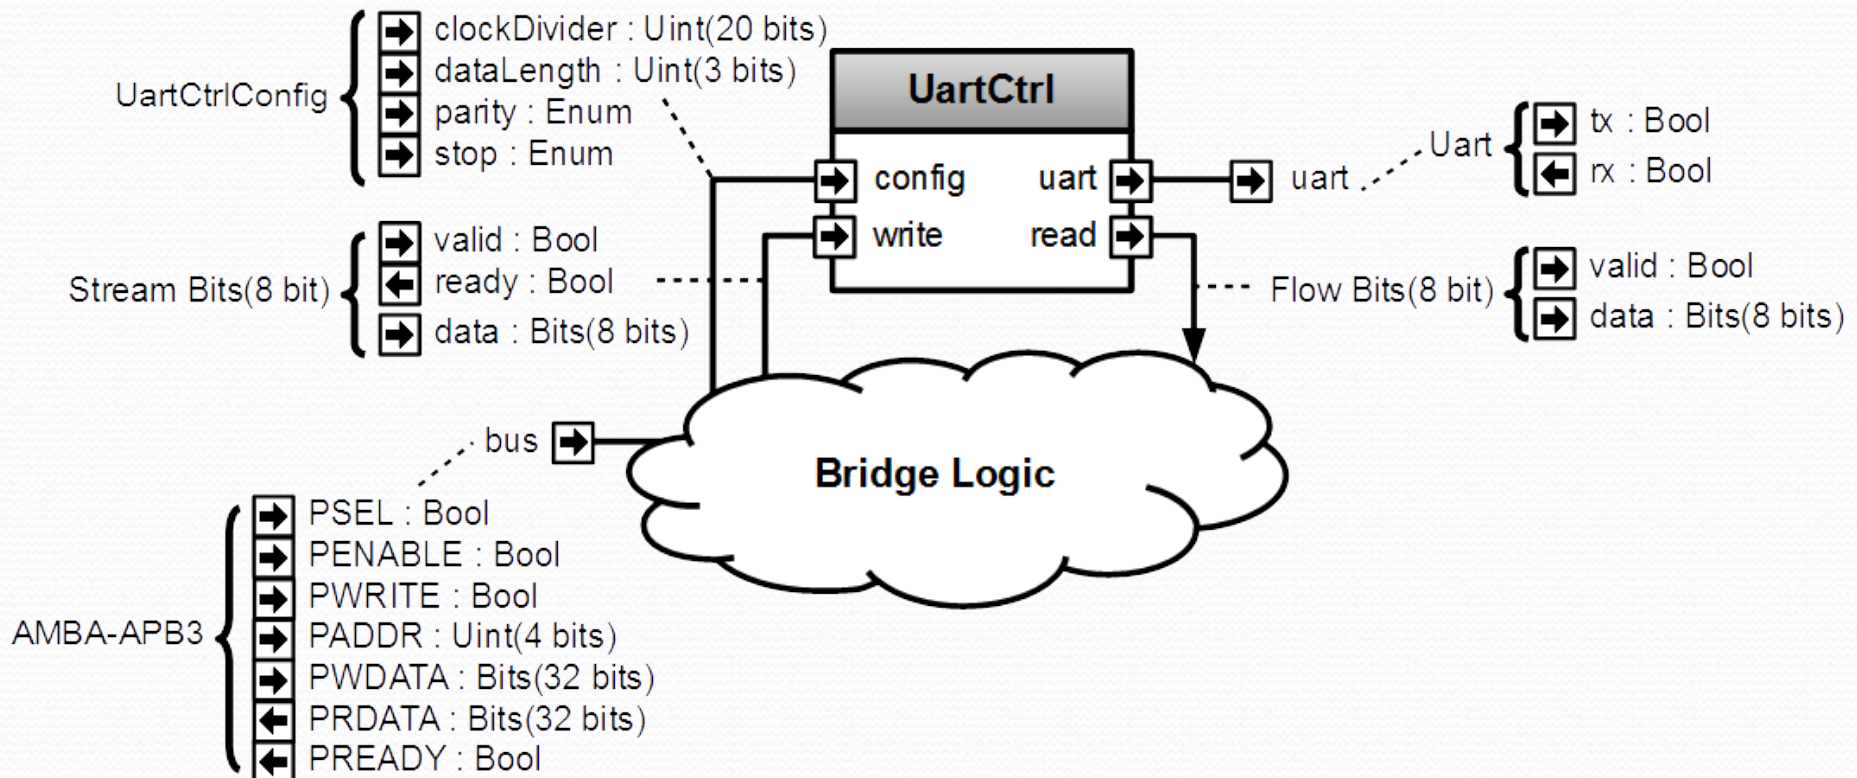 clockDivider : Uint(20 bits)
dataLength : Uint(3 bits)
UartCtrlConfig
parity : Enum
stop : Enum
UartCtrl
config
uart
write
read
uart
Uart
tx : Bool
rx : Bool
Stream Bits(8 bit)
valid : Bool
ready : Bool
data : Bits(8 bits)
Flow Bits(8 bit)
valid : Bool
data : Bits(8 bits)
bus
Bridge Logic
AMBA-APB3
PSEL : Bool
PENABLE : Bool
PWRITE : Bool
PADDR : Uint(4 bits)
PWDATA : Bits(32 bits)
PRDATA : Bits(32 bits)
PREADY : Bool